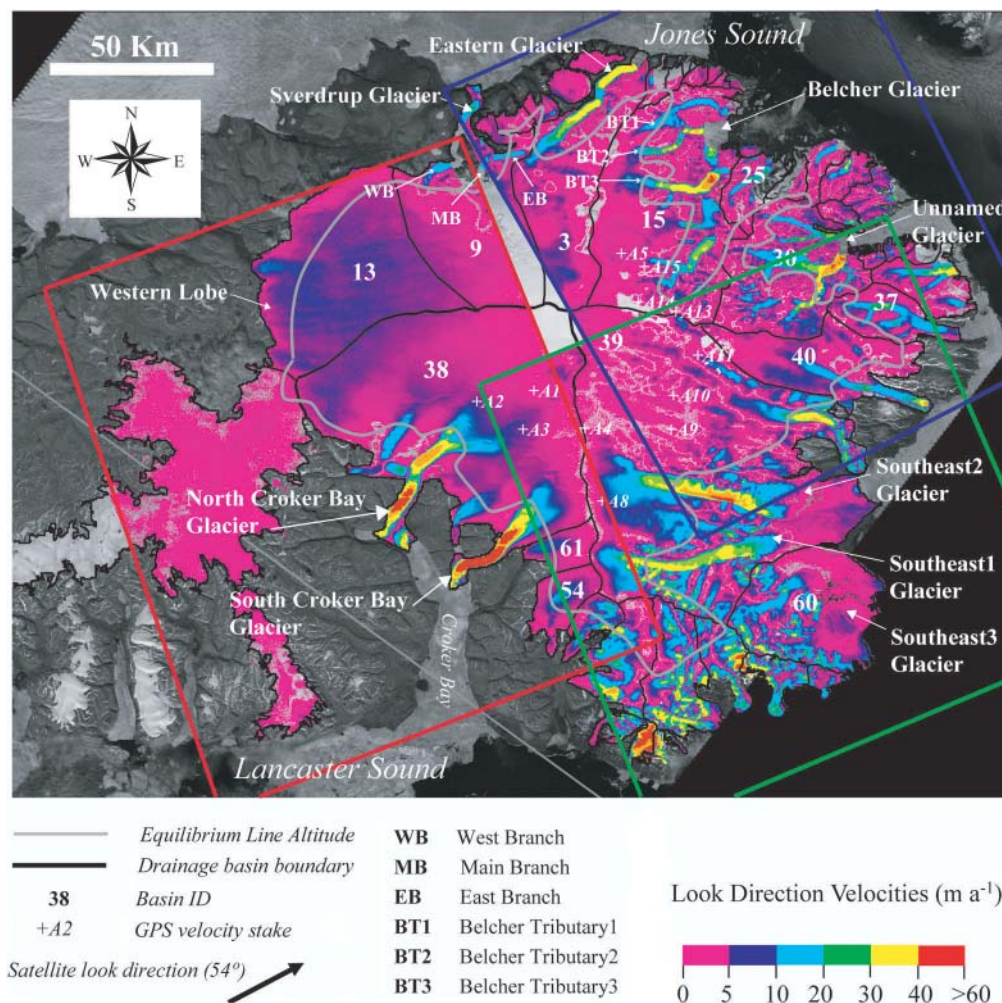 50 Km
Eastern Glacier
Jones Sound
Sverdrup Glacier
Belcher Glacier
N
W E
S
BT1
BT2
BT3
WB
MB
EB
25
Unnamed
Glacier
15
9
3
13
+A5
+A15
36
Western Lobe
+A14
+A13
37
39
+A11
40
38
+A1
+A2
+A10
+A3
+A4
+A9
Southeast2
Glacier
North Croker Bay
Glacier
+A8
61
Southeast1
Glacier
54
South Croker Bay
Glacier
60
Southeast3
Glacier
Croker Bay
Lancaster Sound
Equilibrium Line Altitude
Drainage basin boundary
38 Basin ID
+A2 GPS velocity stake
Satellite look direction (54º)
WB West Branch
MB Main Branch
EB East Branch
BT1 Belcher Tributary1
BT2 Belcher Tributary2
BT3 Belcher Tributary3
Look Direction Velocities (m a⁻¹)
0 5 10 20 30 40 >60